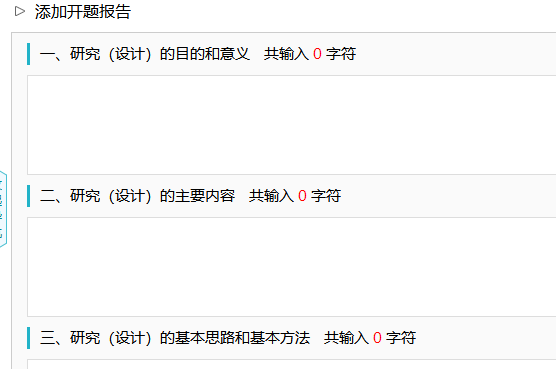 ▷ 添加开题报告
一、研究（设计）的目的和意义 共输入 0 字符
二、研究（设计）的主要内容 共输入 0 字符
三、研究（设计）的基本思路和基本方法 共输入 0 字符